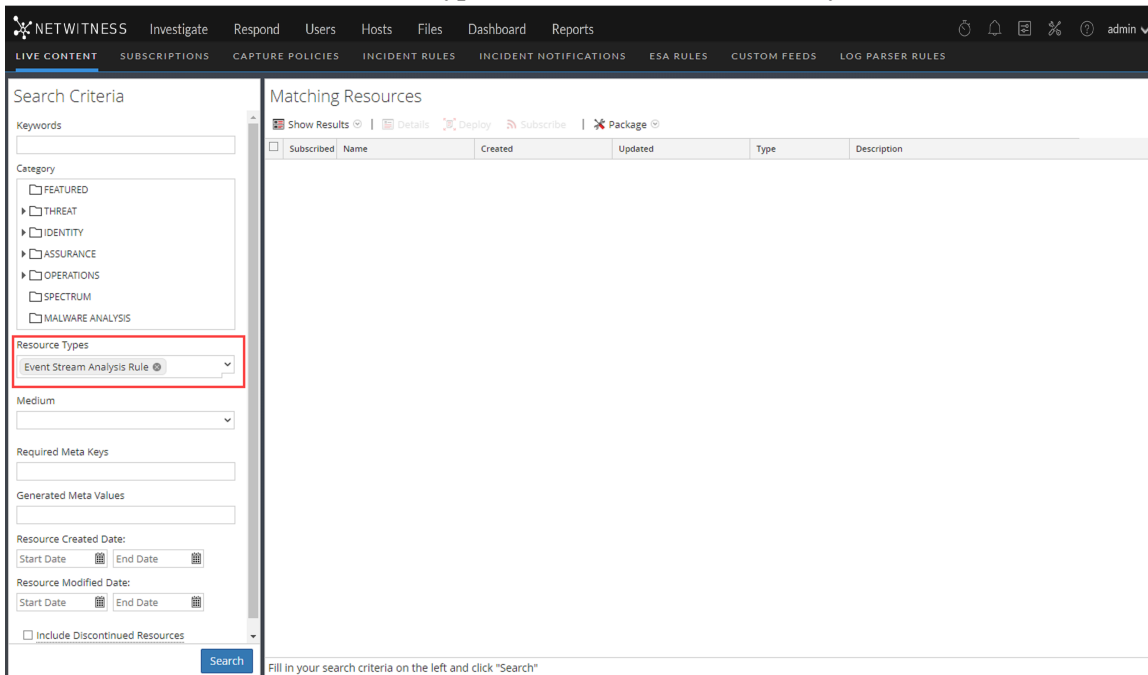 NETWITNESS Investigate Respond Users Hosts Files Dashboard Reports admin
LIVE CONTENT SUBSCRIPTIONS CAPTURE POLICIES INCIDENT RULES INCIDENT NOTIFICATIONS ESA RULES CUSTOM FEEDS LOG PARSER RULES
Search Criteria
Keywords
Category
FEATURED
THREAT
IDENTITY
ASSURANCE
OPERATIONS
SPECTRUM
MALWARE ANALYSIS
Resource Types
Event Stream Analysis Rule
Medium
Required Meta Keys
Generated Meta Values
Resource Created Date:
Start Date End Date
Resource Modified Date:
Start Date End Date
Include Discontinued Resources
Search
Matching Resources
Show Results | Details Deploy Subscribe | Package
Subscribed Name Created Updated Type Description
Fill in your search criteria on the left and click "Search"